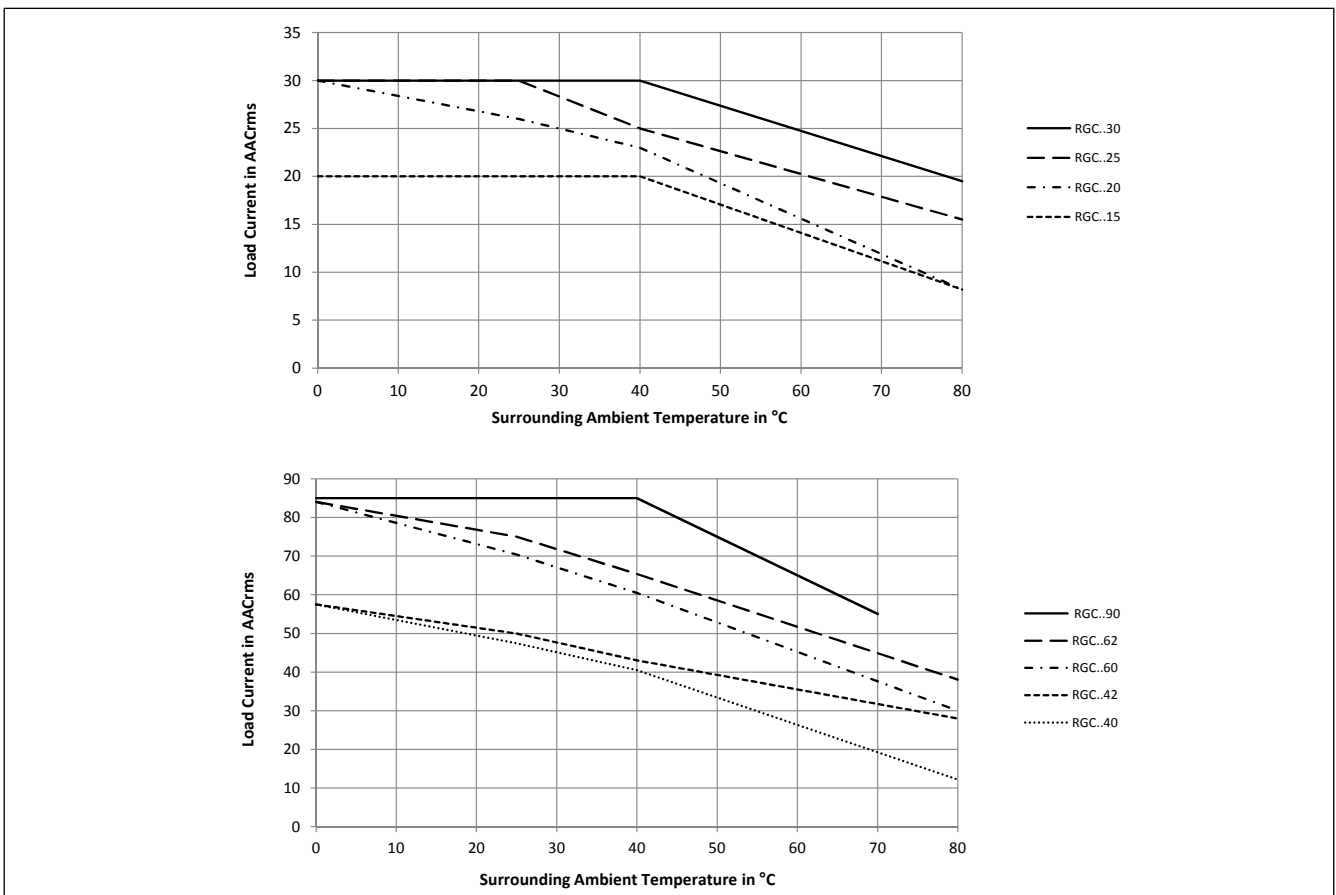 35
30
25
20
15
10
5
0
Load Current in AACrms
0 10 20 30 40 50 60 70 80
Surrounding Ambient Temperature in °C
RGC..30
RGC..25
RGC..20
RGC..15
90
80
70
60
50
40
30
20
10
0
Load Current in AACrms
0 10 20 30 40 50 60 70 80
Surrounding Ambient Temperature in °C
RGC..90
RGC..62
RGC..60
RGC..42
RGC..40